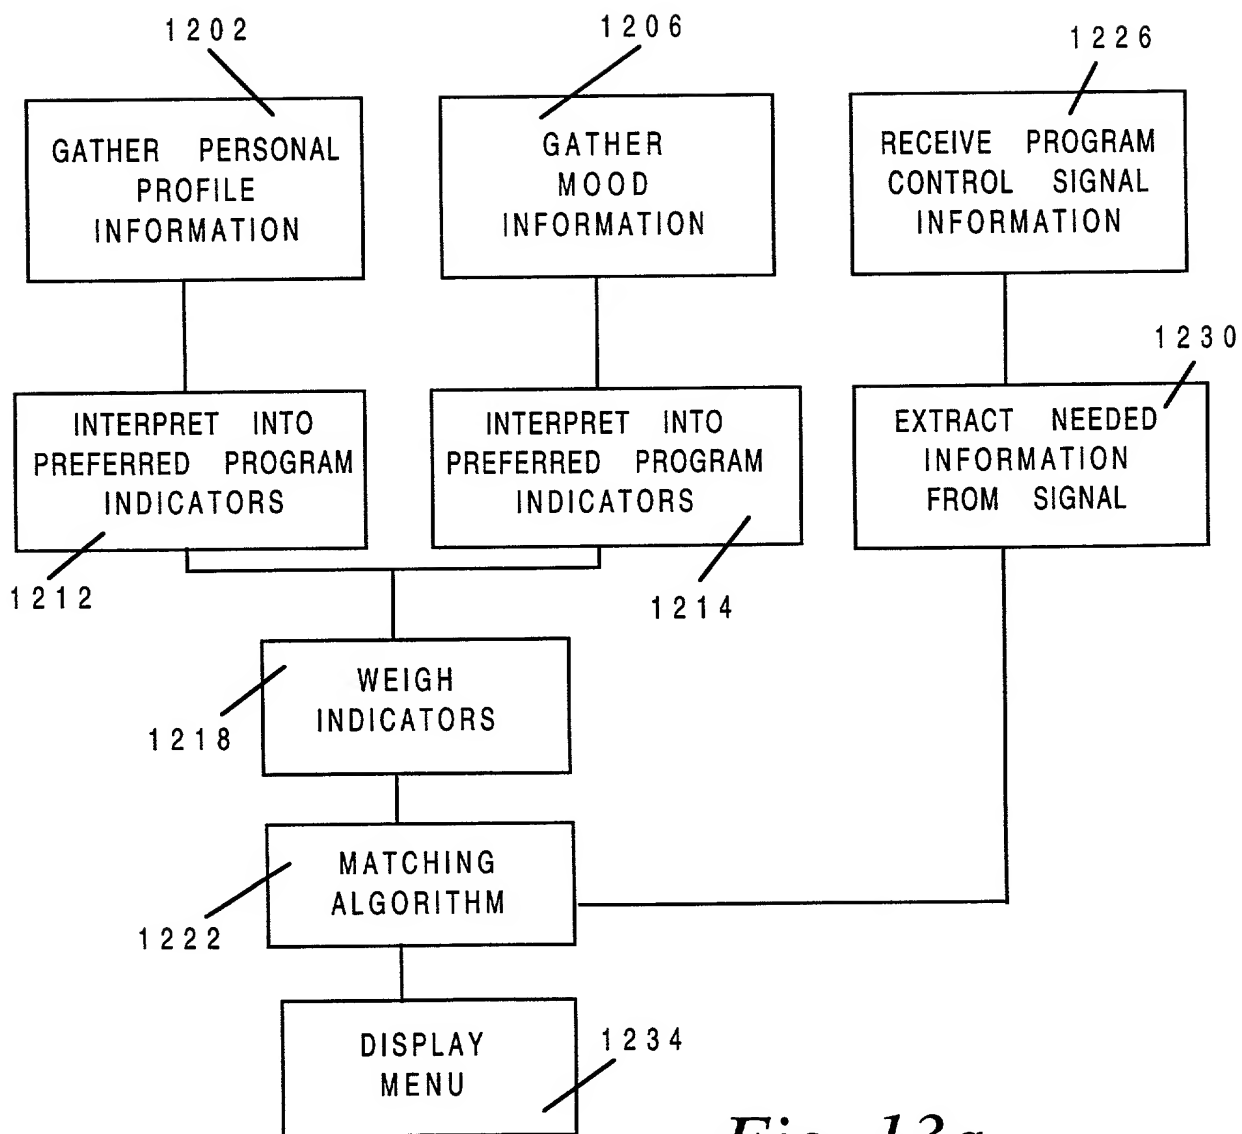 1202
1206
1226
GATHER PERSONAL
PROFILE
INFORMATION
GATHER
MOOD
INFORMATION
RECEIVE PROGRAM
CONTROL SIGNAL
INFORMATION
1230
INTERPRET INTO
PREFERRED PROGRAM
INDICATORS
INTERPRET INTO
PREFERRED PROGRAM
INDICATORS
EXTRACT NEEDED
INFORMATION
FROM SIGNAL
1212
1214
WEIGH
INDICATORS
1218
MATCHING
ALGORITHM
1222
DISPLAY
MENU
1234
Fig. 13a